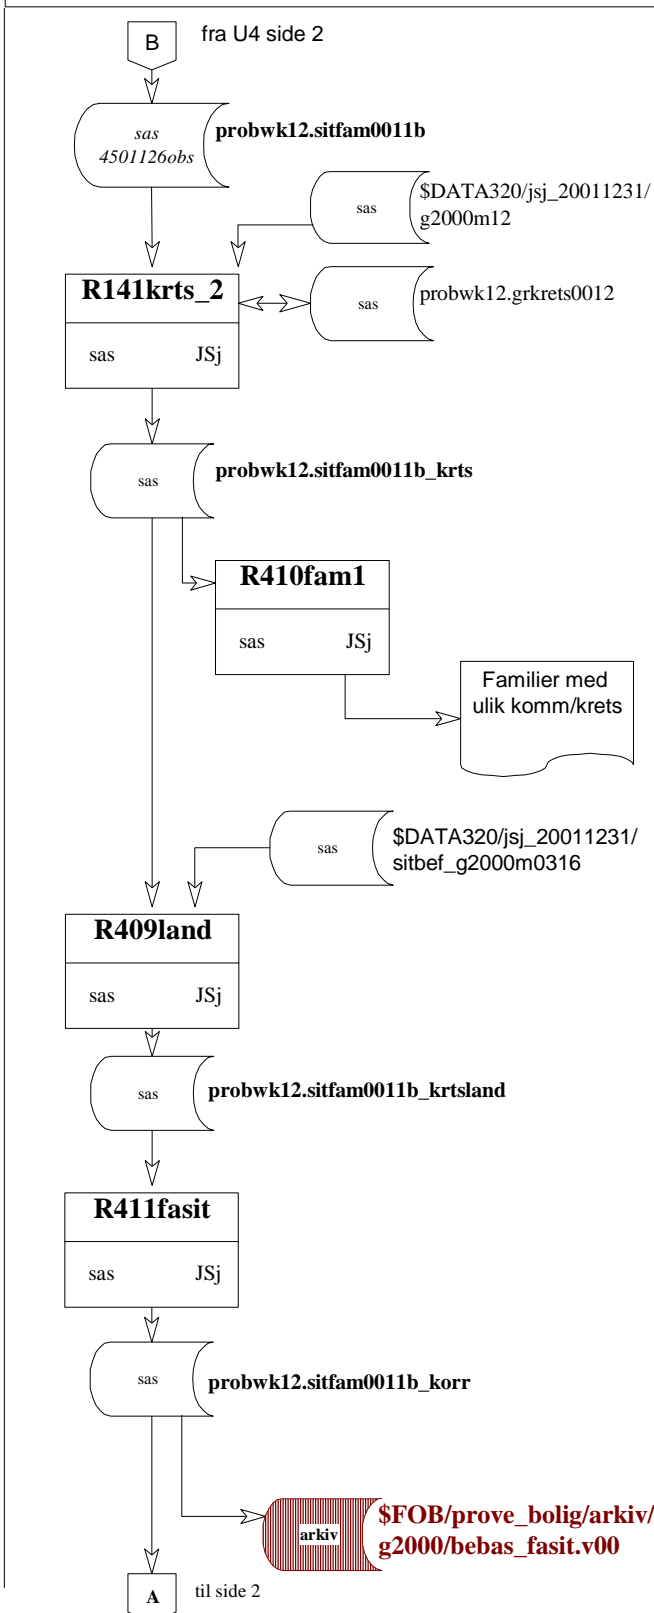 B
fra U4 side 2
sas
4501126obs
probwk12.sitfam0011b
sas
$DATA320/jsj_20011231/
g2000m12
R141krts_2
sas JSj
sas
probwk12.grkrets0012
sas
probwk12.sitfam0011b_krts
R410fam1
sas JSj
Familier med
ulik komm/krets
sas
$DATA320/jsj_20011231/
sitbef_g2000m0316
R409land
sas JSj
sas
probwk12.sitfam0011b_krtsland
R411fasit
sas JSj
sas
probwk12.sitfam0011b_korr
arkiv
$FOB/prove_bolig/arkiv/
g2000/bebas_fasit.v00
A
til side 2